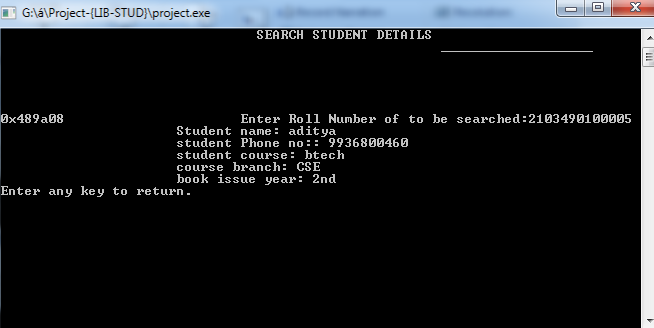 G:\á\Project-{LIB-STUD}\project.exe
SEARCH STUDENT DETAILS
0x489a08 Enter Roll Number of to be searched:2103490100005
Student name: aditya
student Phone no:: 9936800460
student course: btech
course branch: CSE
book issue year: 2nd
Enter any key to return.